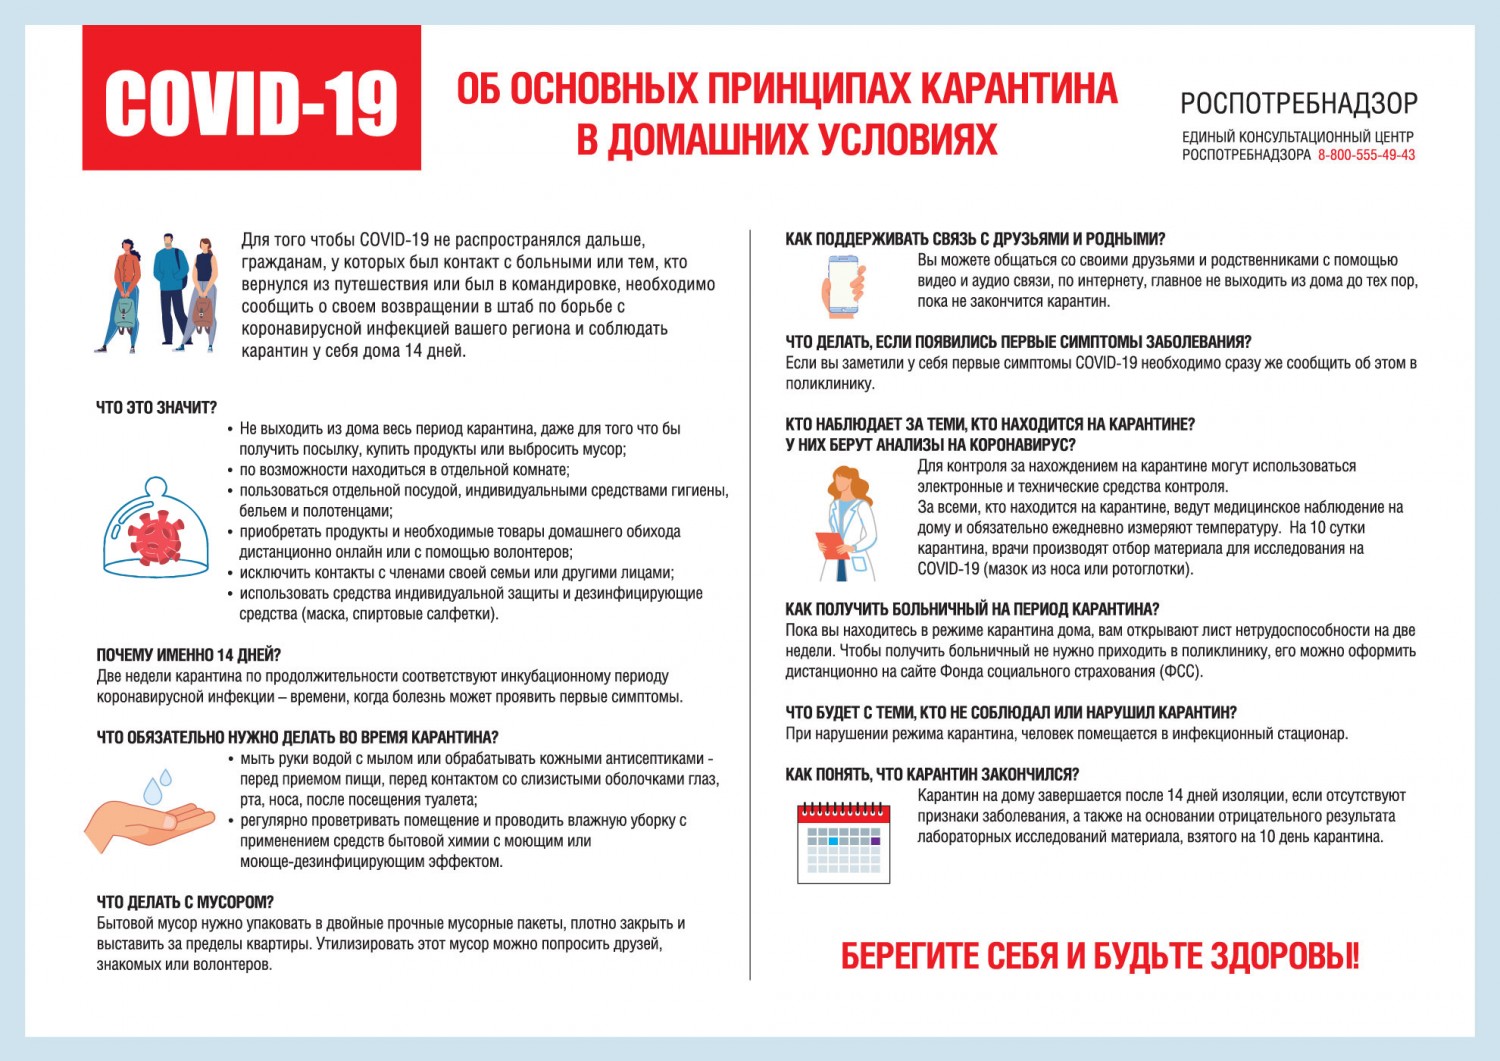 COVID-19
ОБ ОСНОВНЫХ ПРИНЦИПАХ КАРАНТИНА
В ДОМАШНИХ УСЛОВИЯХ
РОСПОТРЕБНАДЗОР
ЕДИНЫЙ КОНСУЛЬТАЦИОННЫЙ ЦЕНТР
РОСПОТРЕБНАДЗОРА 8-800-555-49-43
Для того чтобы COVID-19 не распространялся дальше,
гражданам, у которых был контакт с больными или тем, кто
вернулся из путешествия или был в командировке, необходимо
сообщить о своем возвращении в штаб по борьбе с
коронавирусной инфекцией вашего региона и соблюдать
карантин у себя дома 14 дней.
ЧТО ЭТО ЗНАЧИТ?
• Не выходить из дома весь период карантина, даже для того что бы
получить посылку, купить продукты или выбросить мусор;
• по возможности находиться в отдельной комнате;
• пользоваться отдельной посудой, индивидуальными средствами гигиены,
бельем и полотенцами;
• приобретать продукты и необходимые товары домашнего обихода
дистанционно онлайн или с помощью волонтеров;
• исключить контакты с членами своей семьи или другими лицами;
• использовать средства индивидуальной защиты и дезинфицирующие
средства (маска, спиртовые салфетки).
ПОЧЕМУ ИМЕННО 14 ДНЕЙ?
Две недели карантина по продолжительности соответствуют инкубационному периоду
коронавирусной инфекции – времени, когда болезнь может проявить первые симптомы.
ЧТО ОБЯЗАТЕЛЬНО НУЖНО ДЕЛАТЬ ВО ВРЕМЯ КАРАНТИНА?
• мыть руки водой с мылом или обрабатывать кожными антисептиками -
перед приемом пищи, перед контактом со слизистыми оболочками глаз,
рта, носа, после посещения туалета;
• регулярно проветривать помещение и проводить влажную уборку с
применением средств бытовой химии с моющим или
моюще-дезинфицирующим эффектом.
ЧТО ДЕЛАТЬ С МУСОРОМ?
Бытовой мусор нужно упаковать в двойные прочные мусорные пакеты, плотно закрыть и
выставить за пределы квартиры. Утилизировать этот мусор можно попросить друзей,
знакомых или волонтеров.
КАК ПОДДЕРЖИВАТЬ СВЯЗЬ С ДРУЗЬЯМИ И РОДНЫМИ?
Вы можете общаться со своими друзьями и родственниками с помощью
видео и аудио связи, по интернету, главное не выходить из дома до тех пор,
пока не закончится карантин.
ЧТО ДЕЛАТЬ, ЕСЛИ ПОЯВИЛИСЬ ПЕРВЫЕ СИМПТОМЫ ЗАБОЛЕВАНИЯ?
Если вы заметили у себя первые симптомы COVID-19 необходимо сразу же сообщить об этом в
поликлинику.
КТО НАБЛЮДАЕТ ЗА ТЕМИ, КТО НАХОДИТСЯ НА КАРАНТИНЕ?
У НИХ БЕРУТ АНАЛИЗЫ НА КОРОНАВИРУС?
Для контроля за нахождением на карантине могут использоваться
электронные и технические средства контроля.
За всеми, кто находится на карантине, ведут медицинское наблюдение на
дому и обязательно ежедневно измеряют температуру. На 10 сутки
карантина, врачи производят отбор материала для исследования на
COVID-19 (мазок из носа или ротоглотки).
КАК ПОЛУЧИТЬ БОЛЬНИЧНЫЙ НА ПЕРИОД КАРАНТИНА?
Пока вы находитесь в режиме карантина дома, вам открывают лист нетрудоспособности на две
недели. Чтобы получить больничный не нужно приходить в поликлинику, его можно оформить
дистанционно на сайте Фонда социального страхования (ФСС).
ЧТО БУДЕТ С ТЕМИ, КТО НЕ СОБЛЮДАЛ ИЛИ НАРУШИЛ КАРАНТИН?
При нарушении режима карантина, человек помещается в инфекционный стационар.
КАК ПОНЯТЬ, ЧТО КАРАНТИН ЗАКОНЧИЛСЯ?
Карантин на дому завершается после 14 дней изоляции, если отсутствуют
признаки заболевания, а также на основании отрицательного результата
лабораторных исследований материала, взятого на 10 день карантина.
БЕРЕГИТЕ СЕБЯ И БУДЬТЕ ЗДОРОВЫ!